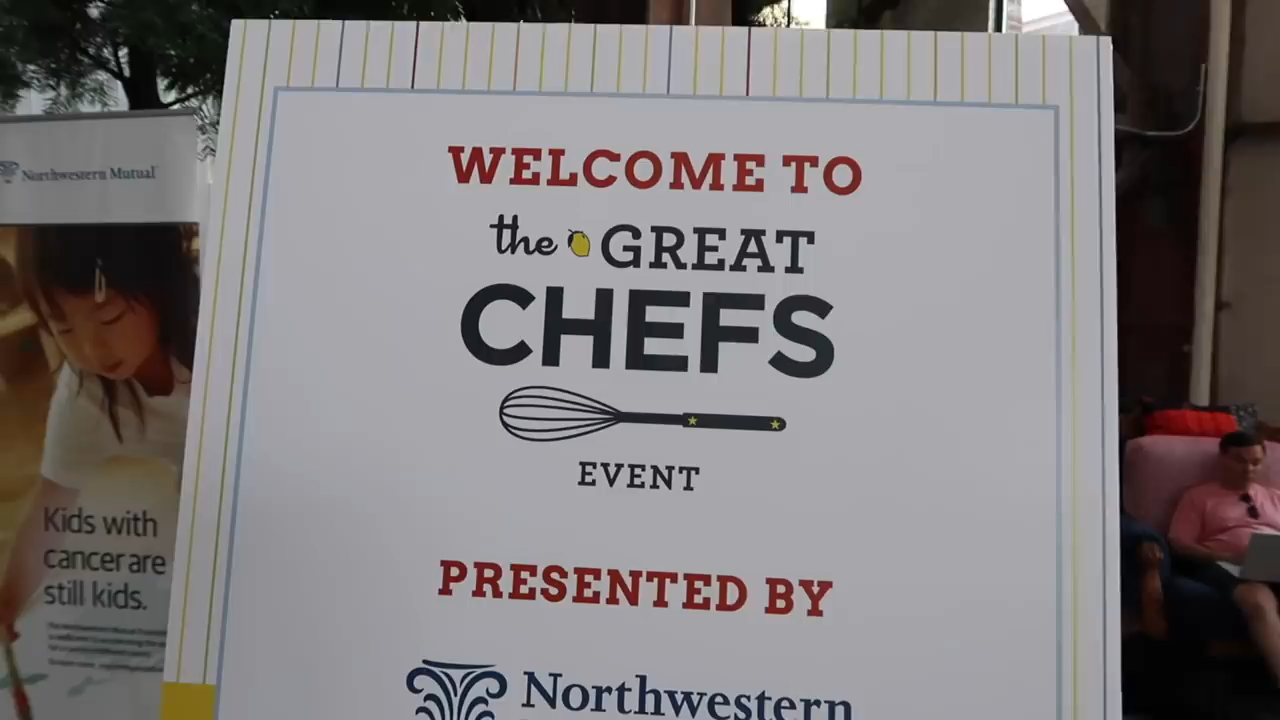 Northwestern Mutual
Kids with
cancer are
still kids.
WELCOME TO
the GREAT
CHEFS
EVENT
PRESENTED BY
Northwestern